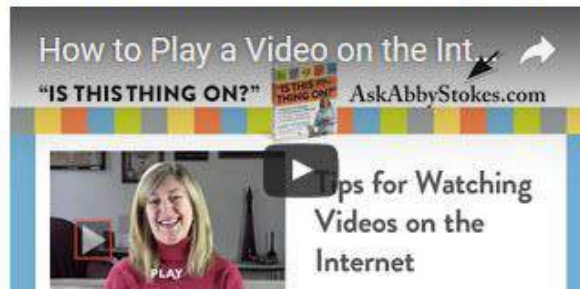 How to Play a Video on the Int...
"IS THIS THING ON?"
"IS THIS THING ON?"
AskAbbyStokes.com
Tips for Watching
Videos on the
Internet
PLAY